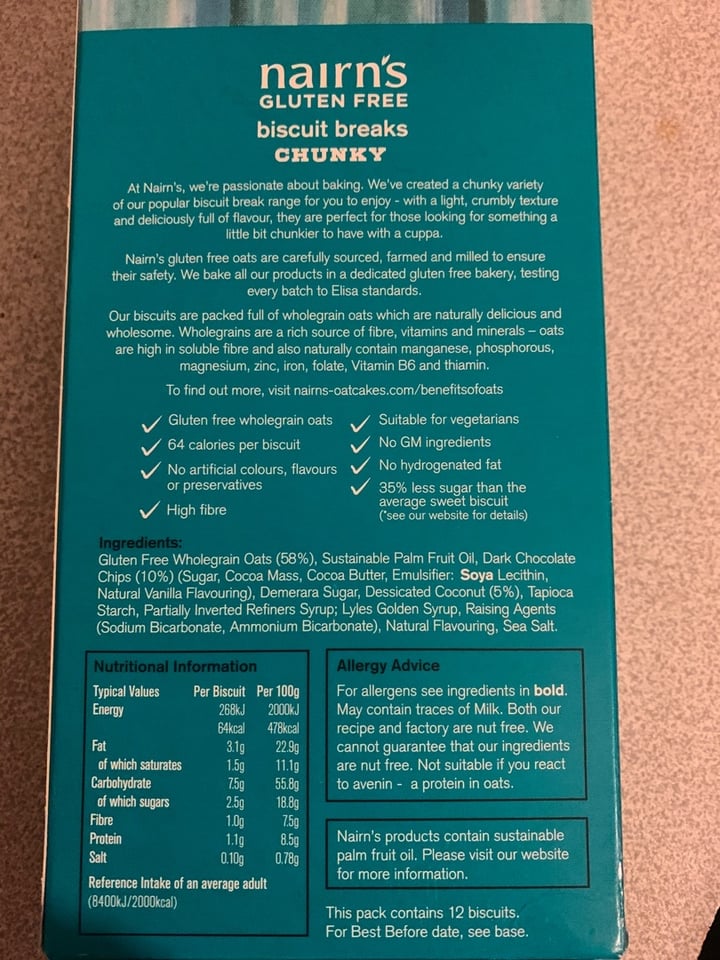 nairn's
GLUTEN FREE
biscuit breaks
CHUNKY
At Nairn's, we're passionate about baking. We've created a chunky variety
of our popular biscuit break range for you to enjoy - with a light, crumbly texture
and deliciously full of flavour, they are perfect for those looking for something a
little bit chunkier to have with a cuppa.
Nairn's gluten free oats are carefully sourced, farmed and milled to ensure
their safety. We bake all our products in a dedicated gluten free bakery, testing
every batch to Elisa standards.
Our biscuits are packed full of wholegrain oats which are naturally delicious and
wholesome. Wholegrains are a rich source of fibre, vitamins and minerals – oats
are high in soluble fibre and also naturally contain manganese, phosphorous,
magnesium, zinc, iron, folate, Vitamin B6 and thiamin.
To find out more, visit nairns-oatcakes.com/benefitsofoats
Gluten free wholegrain oats
64 calories per biscuit
No artificial colours, flavours
or preservatives
High fibre
Suitable for vegetarians
No GM ingredients
No hydrogenated fat
35% less sugar than the
average sweet biscuit
(*see our website for details)
Ingredients:
Gluten Free Wholegrain Oats (58%), Sustainable Palm Fruit Oil, Dark Chocolate
Chips (10%) (Sugar, Cocoa Mass, Cocoa Butter, Emulsifier: Soya Lecithin,
Natural Vanilla Flavouring), Demerara Sugar, Dessicated Coconut (5%), Tapioca
Starch, Partially Inverted Refiners Syrup; Lyles Golden Syrup, Raising Agents
(Sodium Bicarbonate, Ammonium Bicarbonate), Natural Flavouring, Sea Salt.
Nutritional Information
Typical Values Per Biscuit Per 100g
Energy 268kJ 2000kJ
64kcal 478kcal
Fat 3.1g 22.9g
of which saturates 1.5g 11.1g
Carbohydrate 7.5g 55.8g
of which sugars 2.5g 18.8g
Fibre 1.0g 7.5g
Protein 1.1g 8.5g
Salt 0.10g 0.78g
Reference Intake of an average adult
(8400kJ/2000kcal)
Allergy Advice
For allergens see ingredients in bold.
May contain traces of Milk. Both our
recipe and factory are nut free. We
cannot guarantee that our ingredients
are nut free. Not suitable if you react
to avenin - a protein in oats.
Nairn's products contain sustainable
palm fruit oil. Please visit our website
for more information.
This pack contains 12 biscuits.
For Best Before date, see base.